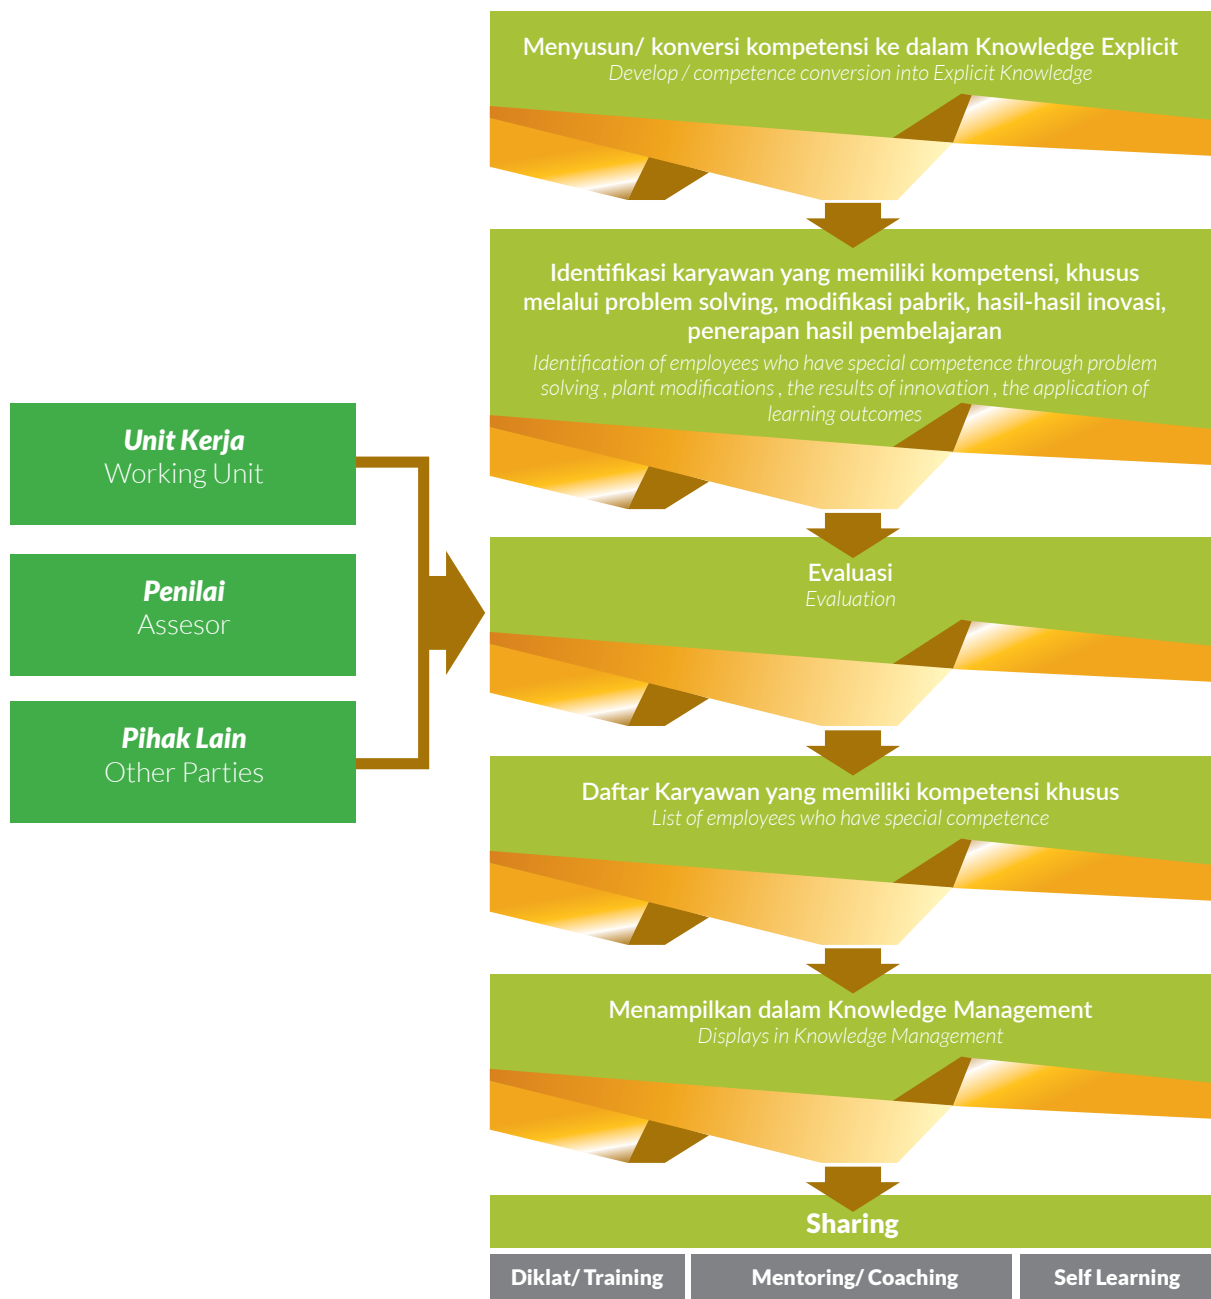 Menyusun/ konversi kompetensi ke dalam Knowledge Explicit
Develop / competence conversion into Explicit Knowledge
Identifikasi karyawan yang memiliki kompetensi, khusus
melalui problem solving, modifikasi pabrik, hasil-hasil inovasi,
penerapan hasil pembelajaran
Identification of employees who have special competence through problem
solving , plant modifications , the results of innovation , the application of
learning outcomes
Unit Kerja
Working Unit
Penilai
Assesor
Pihak Lain
Other Parties
Evaluasi
Evaluation
Daftar Karyawan yang memiliki kompetensi khusus
List of employees who have special competence
Menampilkan dalam Knowledge Management
Displays in Knowledge Management
Sharing
Diklat/ Training
Mentoring/ Coaching
Self Learning